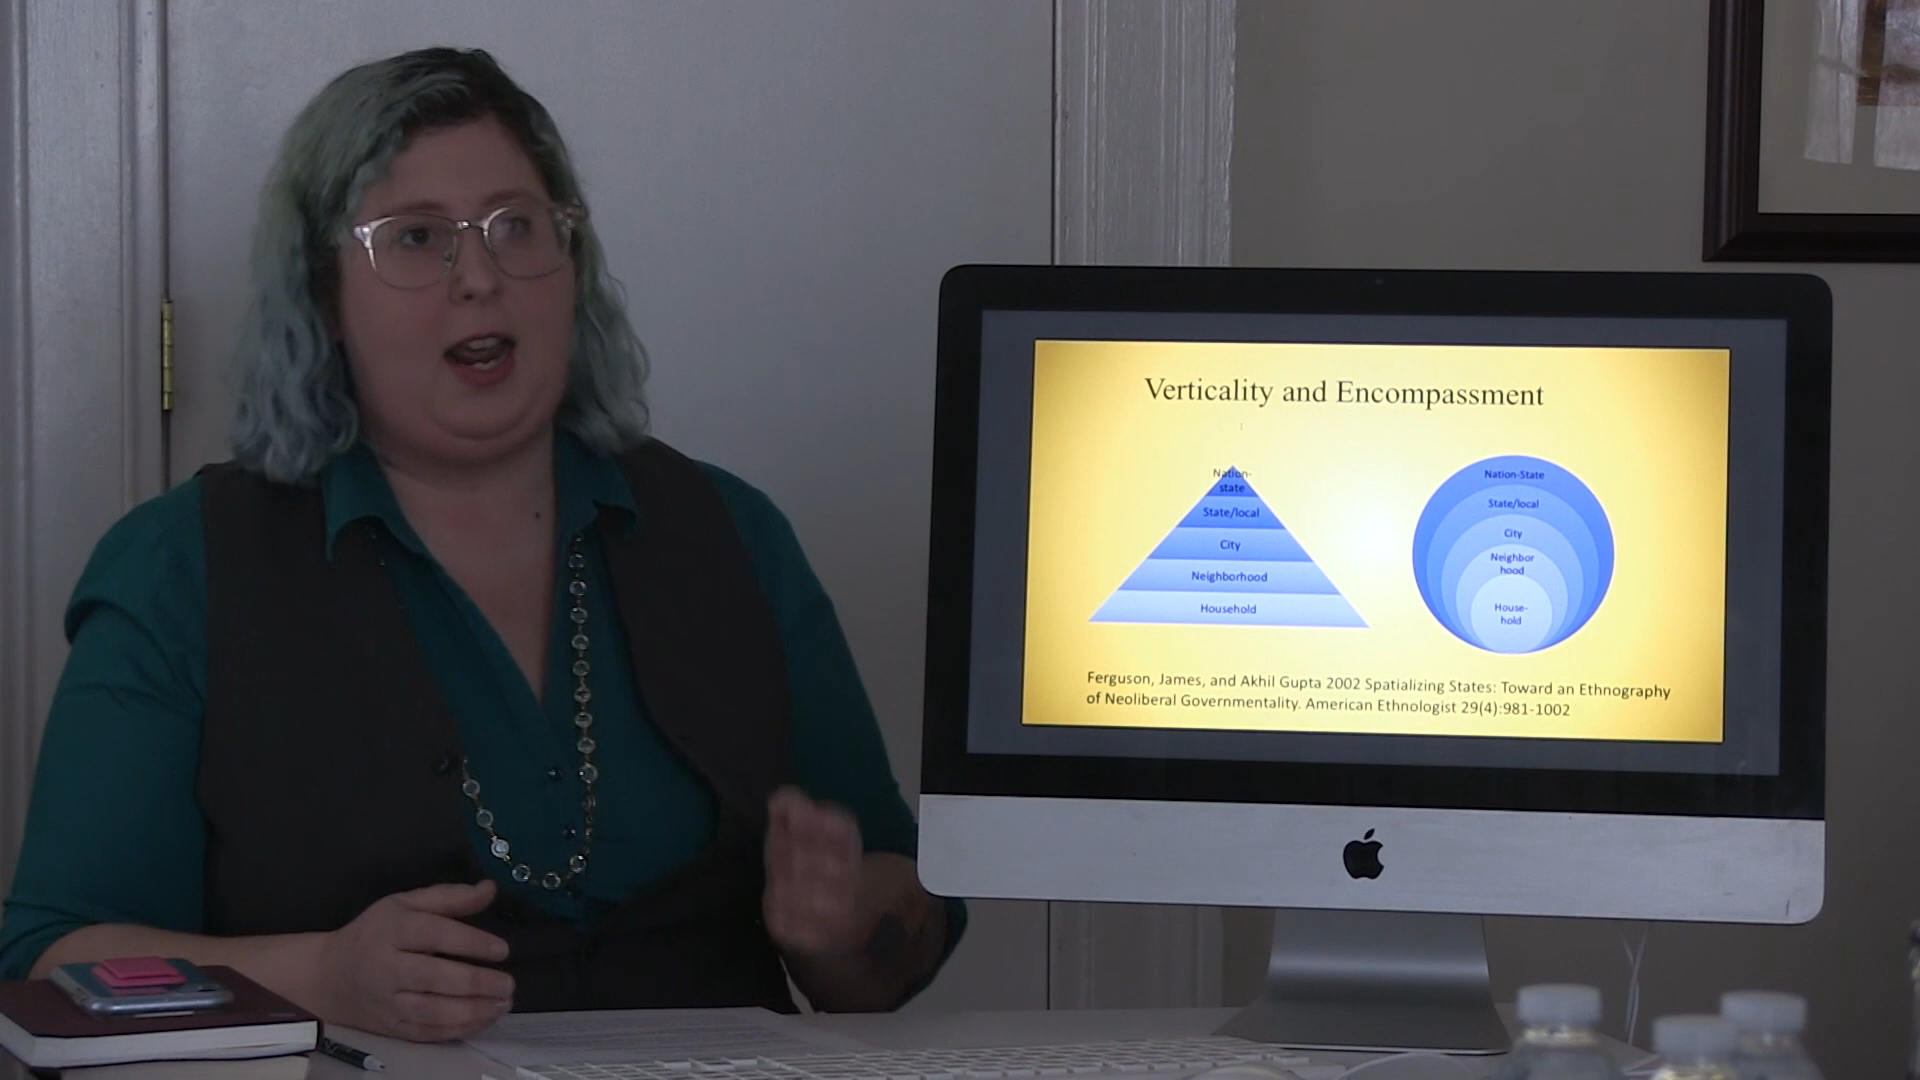 Verticality and Encompassment
Nation-
state
State/local
City
Neighborhood
Household
Nation-State
State/local
City
Neighbor
hood
House-
hold
Ferguson, James, and Akhil Gupta 2002 Spatializing States: Toward an Ethnography
of Neoliberal Governmentality. American Ethnologist 29(4):981-1002